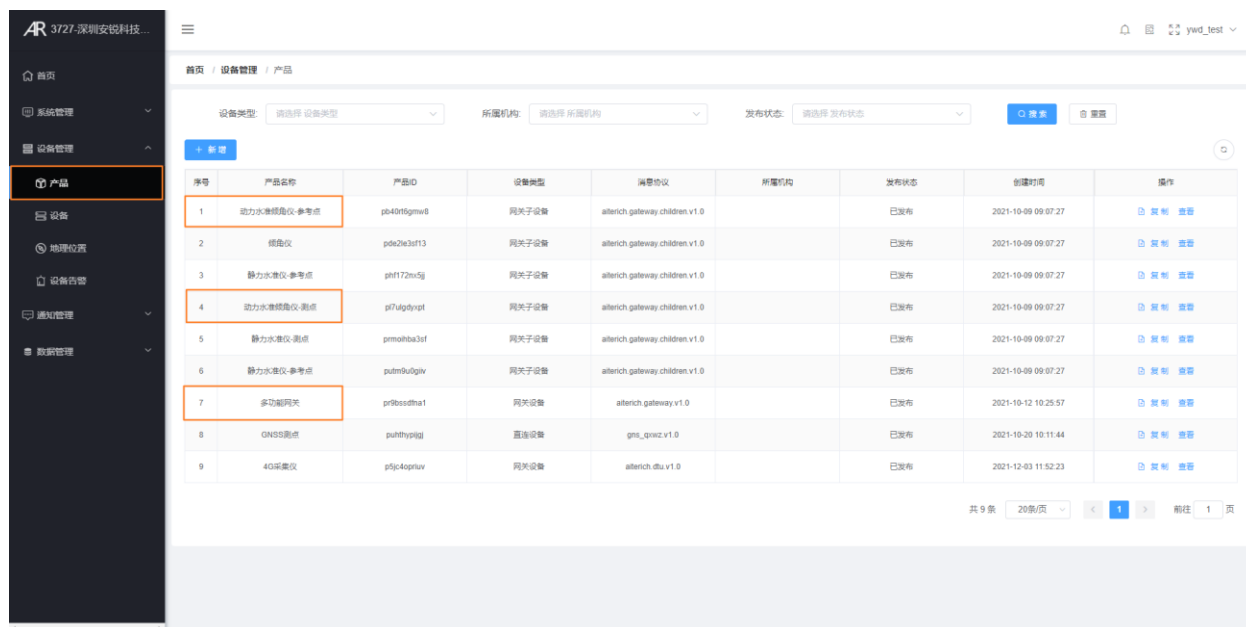 AR 3727-深圳安锐科技...
ywd_test
首页
系统管理
设备管理
产品
设备
地理位置
设备告警
通知管理
数据管理
首页 / 设备管理 / 产品
设备类型: 请选择 设备类型 所属机构: 请选择 所属机构 发布状态: 请选择 发布状态 搜索 重置
+ 新增
序号 产品名称 产品ID 设备类型 消息协议 所属机构 发布状态 创建时间 操作
1 动力水准倾角仪-参考点 pb40rt6gmw8 网关子设备 aiterich.gateway.children.v1.0 已发布 2021-10-09 09:07:27 复制 查看
2 倾角仪 pde2le3sf13 网关子设备 aiterich.gateway.children.v1.0 已发布 2021-10-09 09:07:27 复制 查看
3 静力水准仪-参考点 phf172nx5jj 网关子设备 aiterich.gateway.children.v1.0 已发布 2021-10-09 09:07:27 复制 查看
4 动力水准倾角仪-测点 pl7ulgdyxpt 网关子设备 aiterich.gateway.children.v1.0 已发布 2021-10-09 09:07:27 复制 查看
5 静力水准仪-测点 prmoihba3sf 网关子设备 aiterich.gateway.children.v1.0 已发布 2021-10-09 09:07:27 复制 查看
6 静力水准仪-参考点 putm9u0giiv 网关子设备 aiterich.gateway.children.v1.0 已发布 2021-10-09 09:07:27 复制 查看
7 多功能网关 pr9bssdfna1 网关设备 aiterich.gateway.v1.0 已发布 2021-10-12 10:25:57 复制 查看
8 GNSS测点 puhthypijgj 直连设备 gns_qxwz.v1.0 已发布 2021-10-20 10:11:44 复制 查看
9 4G采集仪 p5jc4opriuv 网关设备 aiterich.dtu.v1.0 已发布 2021-12-03 11:52:23 复制 查看
共 9 条 20条/页 < 1 > 前往 1 页